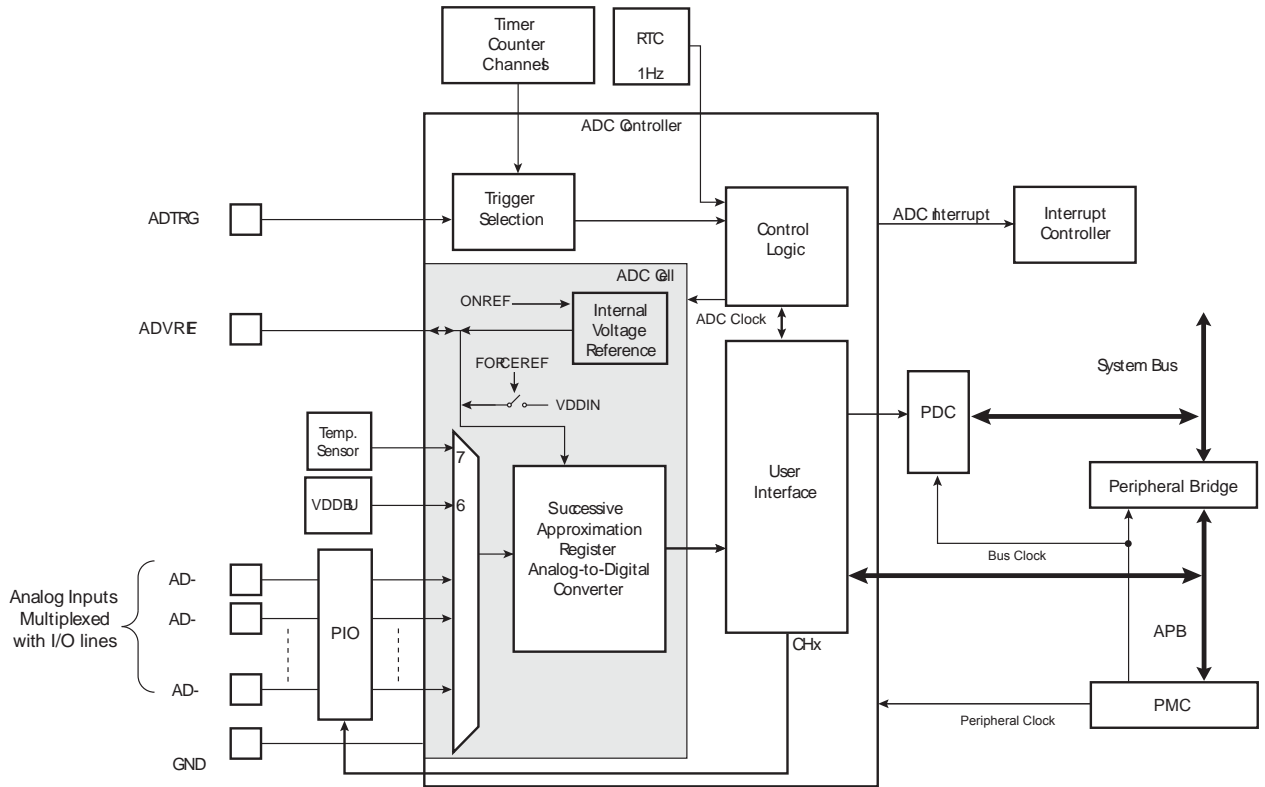 Timer
Counter
Channels
RTC
1Hz
ADC Controller
ADTRG
Trigger
Selection
Control
Logic
ADC Interrupt
Interrupt
Controller
ADC Cell
ONREF
Internal
Voltage
Reference
ADC Clock
ADVREF
FORCEREF
VDDIN
System Bus
PDC
Temp.
Sensor
7
User
Interface
Peripheral Bridge
VDDBU
6
Successive
Approximation
Register
Analog-to-Digital
Converter
Bus Clock
Analog Inputs
Multiplexed
with I/O lines
AD-
AD-
AD-
PIO
CHx
APB
PMC
Peripheral Clock
GND